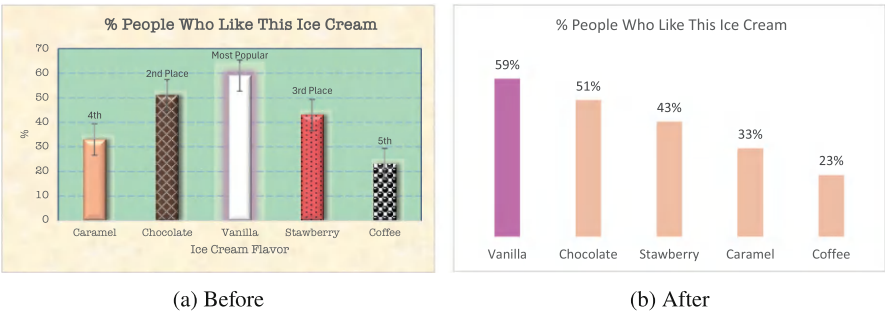 % People Who Like This Ice Cream
70
60
50
40
30
20
10
0
%
4th
2nd Place
Most Popular
3rd Place
5th
Caramel Chocolate Vanilla Stawberry Coffee
Ice Cream Flavor
(a) Before
% People Who Like This Ice Cream
59%
51%
43%
33%
23%
Vanilla Chocolate Stawberry Caramel Coffee
(b) After